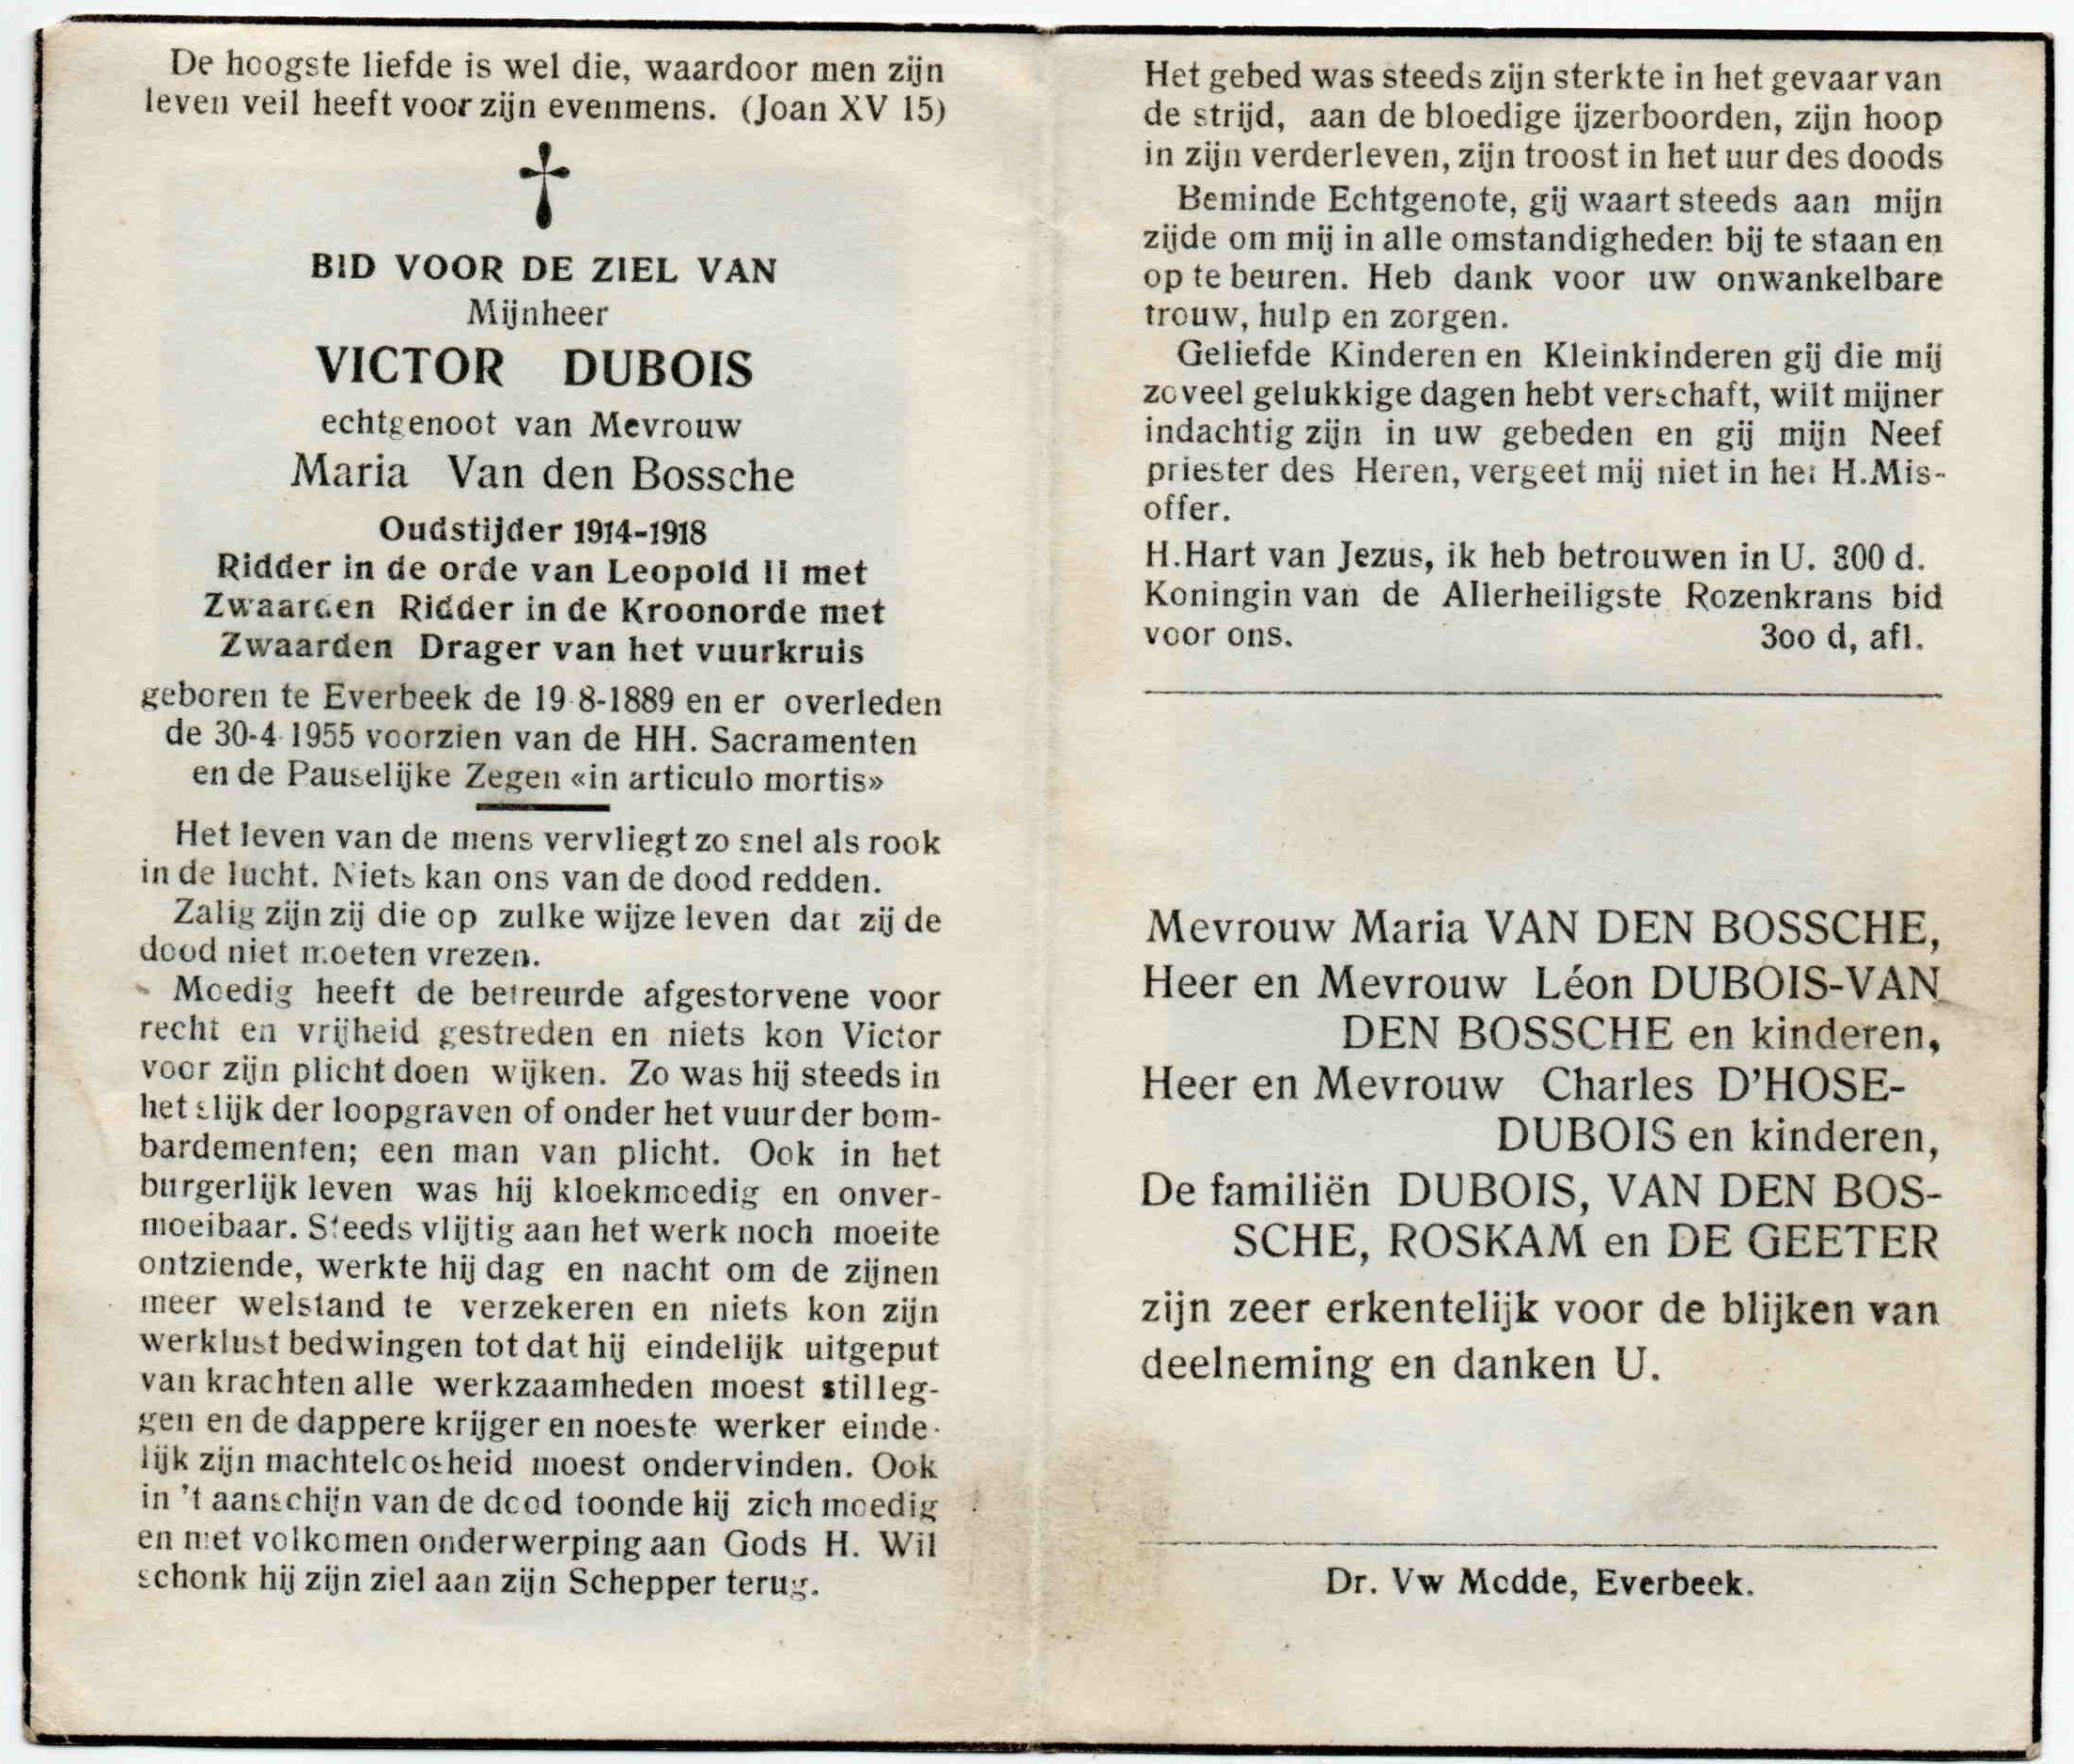 De hoogste liefde is wel die, waardoor men zijn
leven veil heeft voor zijn evenmens. (Joan XV 15)
BID VOOR DE ZIEL VAN
Mijnheer
VICTOR DUBOIS
echtgenoot van Mevrouw
Maria Van den Bossche
Oudstijder 1914-1918
Ridder in de orde van Leopold II met
Zwaarden Ridder in de Kroonorde met
Zwaarden Drager van het vuurkruis
geboren te Everbeek de 19-8-1889 en er overleden
de 30-4-1955 voorzien van de HH. Sacramenten
en de Pauselijke Zegen «in articulo mortis»
Het leven van de mens vervliegt zo snel als rook
in de lucht. Niets kan ons van de dood redden.
Zalig zijn zij die op zulke wijze leven dat zij de
dood niet moeten vrezen.
Moedig heeft de betreurde afgestorvene voor
recht en vrijheid gestreden en niets kon Victor
voor zijn plicht doen wijken. Zo was hij steeds in
het slijk der loopgraven of onder het vuur der bom-
bardementen; een man van plicht. Ook in het
burgerlijk leven was hij kloekmoedig en onver-
moeibaar. Steeds vlijtig aan het werk noch moeite
ontziende, werkte hij dag en nacht om de zijnen
meer welstand te verzekeren en niets kon zijn
werklust bedwingen tot dat hij eindelijk uitgeput
van krachten alle werkzaamheden moest stilleg-
gen en de dappere krijger en noeste werker einde-
lijk zijn machteloosheid moest ondervinden. Ook
in 't aanschijn van de dood toonde hij zich moedig
en met volkomen onderwerping aan Gods H. Wil
schonk hij zijn ziel aan zijn Schepper terug.
Het gebed was steeds zijn sterkte in het gevaar van
de strijd, aan de bloedige ijzerboorden, zijn hoop
in zijn verderleven, zijn troost in het uur des doods
Beminde Echtgenote, gij waart steeds aan mijn
zijde om mij in alle omstandigheden bij te staan en
op te beuren. Heb dank voor uw onwankelbare
trouw, hulp en zorgen.
Geliefde Kinderen en Kleinkinderen gij die mij
zoveel gelukkige dagen hebt verschaft, wilt mijner
indachtig zijn in uw gebeden en gij mijn Neef
priester des Heren, vergeet mij niet in het H.Mis-
offer.
H.Hart van Jezus, ik heb betrouwen in U. 300 d.
Koningin van de Allerheiligste Rozenkrans bid
voor ons. 300 d, afl.
Mevrouw Maria VAN DEN BOSSCHE,
Heer en Mevrouw Léon DUBOIS-VAN
DEN BOSSCHE en kinderen,
Heer en Mevrouw Charles D'HOSE-
DUBOIS en kinderen,
De familiën DUBOIS, VAN DEN BOS-
SCHE, ROSKAM en DE GEETER
zijn zeer erkentelijk voor de blijken van
deelneming en danken U.
Dr. Vw Modde, Everbeek.